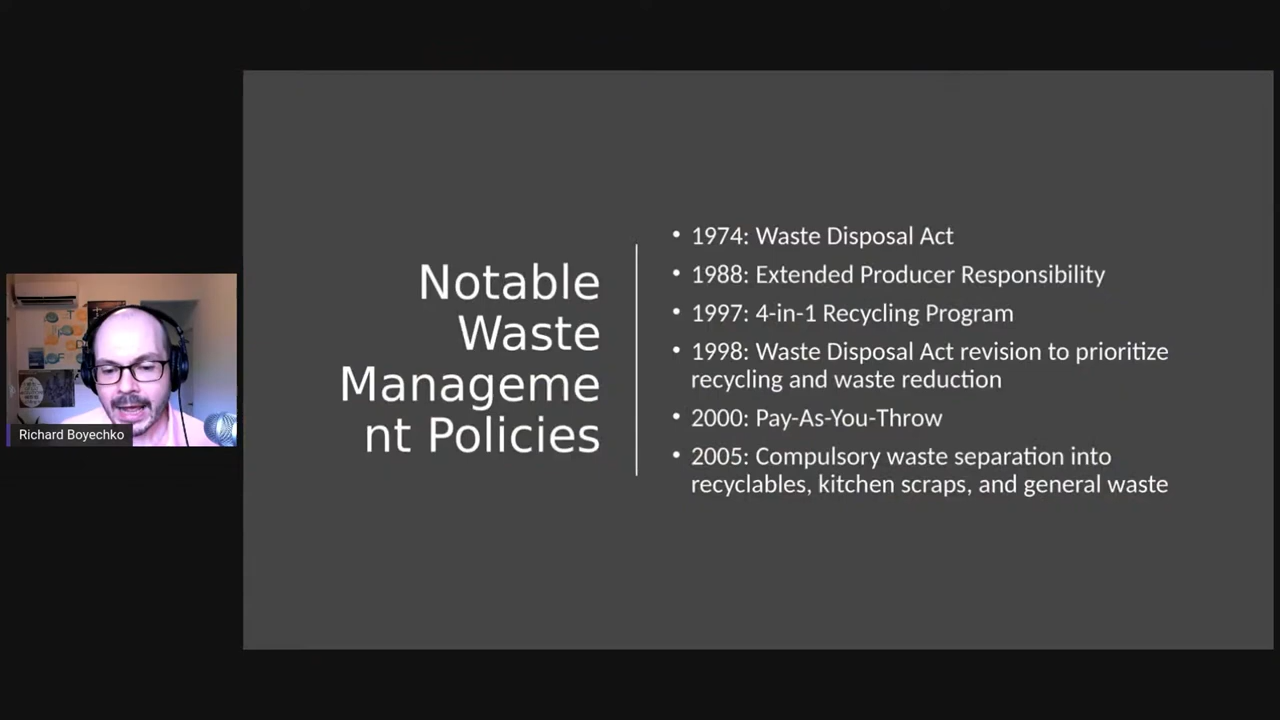 Notable
Waste
Manageme
nt Policies
• 1974: Waste Disposal Act
• 1988: Extended Producer Responsibility
• 1997: 4-in-1 Recycling Program
• 1998: Waste Disposal Act revision to prioritize
recycling and waste reduction
• 2000: Pay-As-You-Throw
• 2005: Compulsory waste separation into
recyclables, kitchen scraps, and general waste
Richard Boyechko